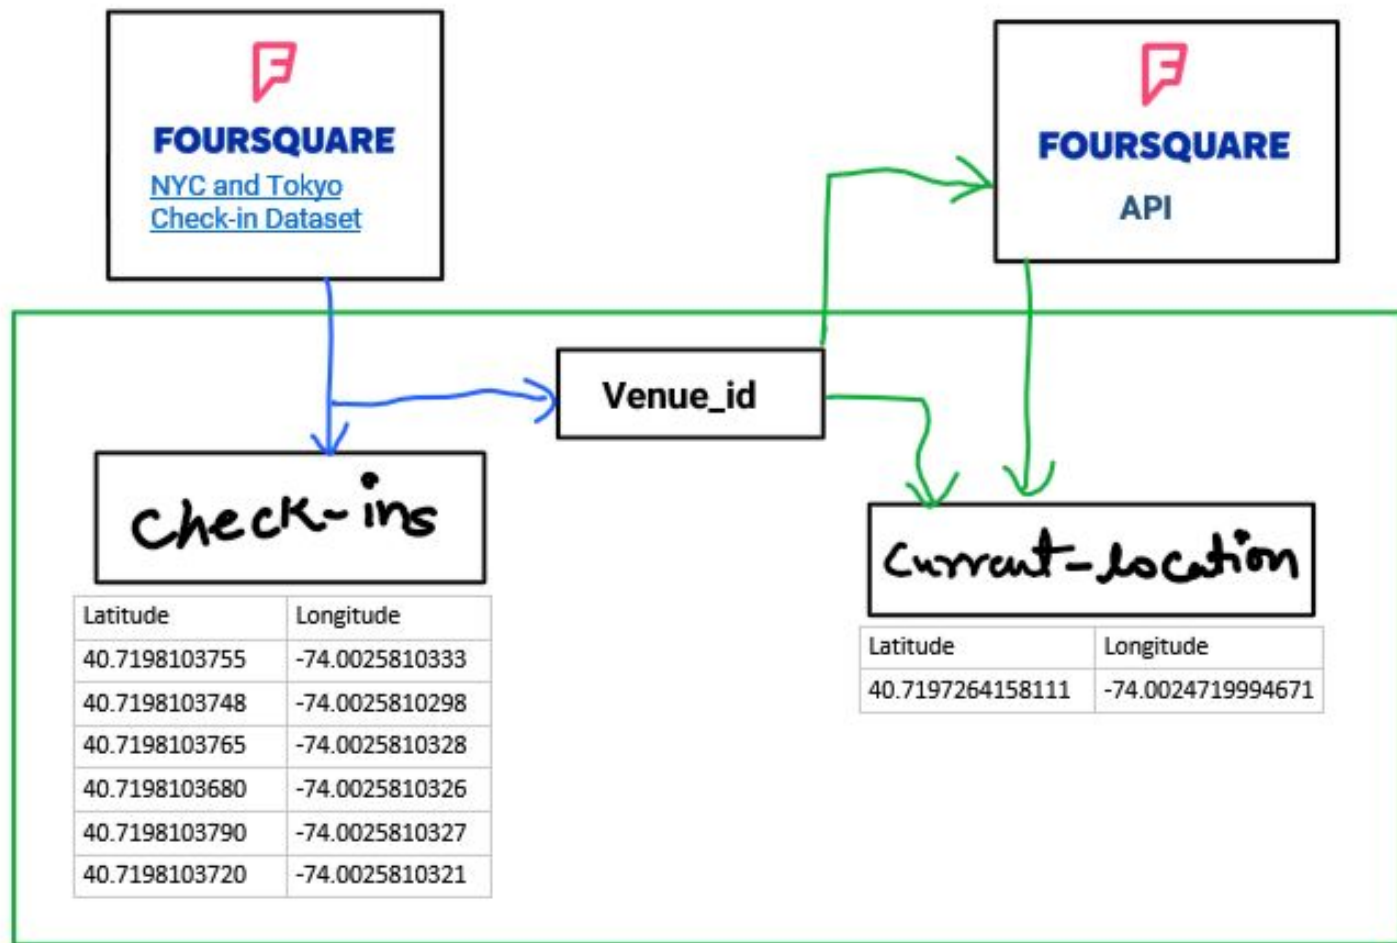 FOURSQUARE
NYC and Tokyo
Check-in Dataset
FOURSQUARE
API
Venue_id
Check-ins
Latitude Longitude
40.7198103755 -74.0025810333
40.7198103748 -74.0025810298
40.7198103765 -74.0025810328
40.7198103680 -74.0025810326
40.7198103790 -74.0025810327
40.7198103720 -74.0025810321
Current-location
Latitude Longitude
40.7197264158111 -74.0024719994671